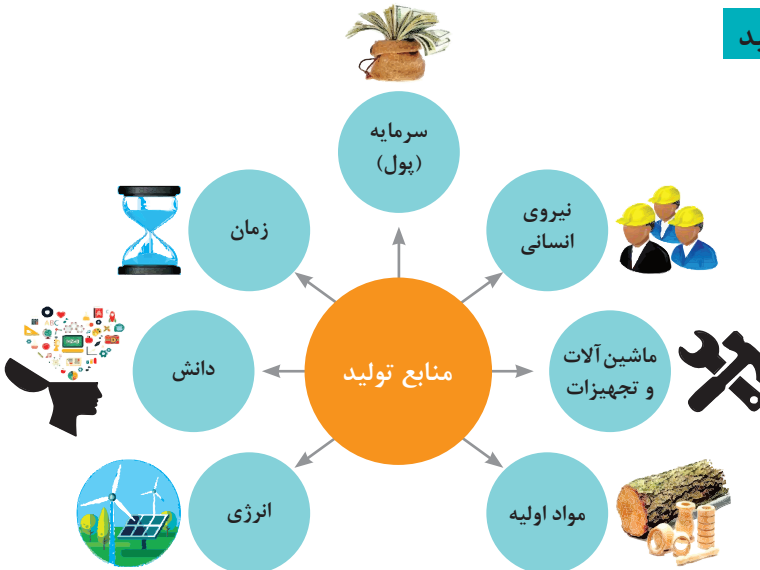 سرمایه
(پول)
نیروی
انسانی
زمان
ماشین‌آلات
و تجهیزات
منابع تولید
دانش
مواد اولیه
انرژی